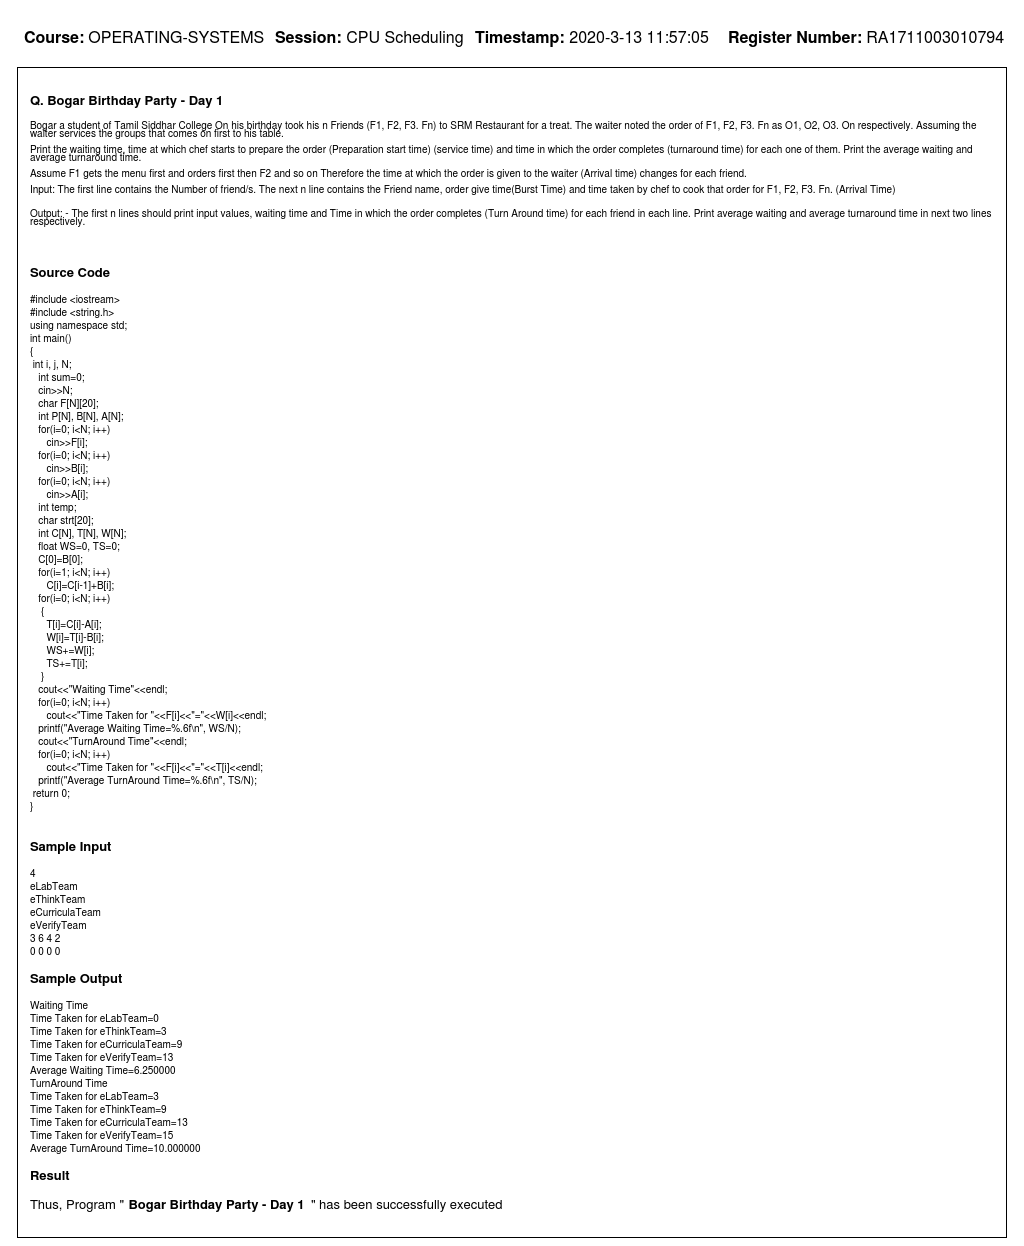 Course: OPERATING-SYSTEMS Session: CPU Scheduling Timestamp: 2020-3-13 11:57:05 Register Number: RA1711003010794
Q. Bogar Birthday Party - Day 1
Bogar a student of Tamil Siddhar College On his birthday took his n Friends (F1, F2, F3. Fn) to SRM Restaurant for a treat. The waiter noted the order of F1, F2, F3. Fn as O1, O2, O3. On respectively. Assuming the
waiter services the groups that comes on first to his table.
Print the waiting time, time at which chef starts to prepare the order (Preparation start time) (service time) and time in which the order completes (turnaround time) for each one of them. Print the average waiting and
average turnaround time.
Assume F1 gets the menu first and orders first then F2 and so on Therefore the time at which the order is given to the waiter (Arrival time) changes for each friend.
Input: The first line contains the Number of friend/s. The next n line contains the Friend name, order give time(Burst Time) and time taken by chef to cook that order for F1, F2, F3. Fn. (Arrival Time)
Output: - The first n lines should print input values, waiting time and Time in which the order completes (Turn Around time) for each friend in each line. Print average waiting and average turnaround time in next two lines
respectively.
Source Code
#include <iostream>
#include <string.h>
using namespace std;
int main()
{
int i, j, N;
int sum=0;
cin>>N;
char F[N][20];
int P[N], B[N], A[N];
for(i=0; i<N; i++)
cin>>F[i];
for(i=0; i<N; i++)
cin>>B[i];
for(i=0; i<N; i++)
cin>>A[i];
int temp;
char strt[20];
int C[N], T[N], W[N];
float WS=0, TS=0;
C[0]=B[0];
for(i=1; i<N; i++)
C[i]=C[i-1]+B[i];
for(i=0; i<N; i++)
{
T[i]=C[i]-A[i];
W[i]=T[i]-B[i];
WS+=W[i];
TS+=T[i];
}
cout<<"Waiting Time"<<endl;
for(i=0; i<N; i++)
cout<<"Time Taken for "<<F[i]<<"="<<W[i]<<endl;
printf("Average Waiting Time=%.6f\n", WS/N);
cout<<"TurnAround Time"<<endl;
for(i=0; i<N; i++)
cout<<"Time Taken for "<<F[i]<<"="<<T[i]<<endl;
printf("Average TurnAround Time=%.6f\n", TS/N);
return 0;
}
Sample Input
4
eLabTeam
eThinkTeam
eCurriculaTeam
eVerifyTeam
3 6 4 2
0 0 0 0
Sample Output
Waiting Time
Time Taken for eLabTeam=0
Time Taken for eThinkTeam=3
Time Taken for eCurriculaTeam=9
Time Taken for eVerifyTeam=13
Average Waiting Time=6.250000
TurnAround Time
Time Taken for eLabTeam=3
Time Taken for eThinkTeam=9
Time Taken for eCurriculaTeam=13
Time Taken for eVerifyTeam=15
Average TurnAround Time=10.000000
Result
Thus, Program " Bogar Birthday Party - Day 1 " has been successfully executed